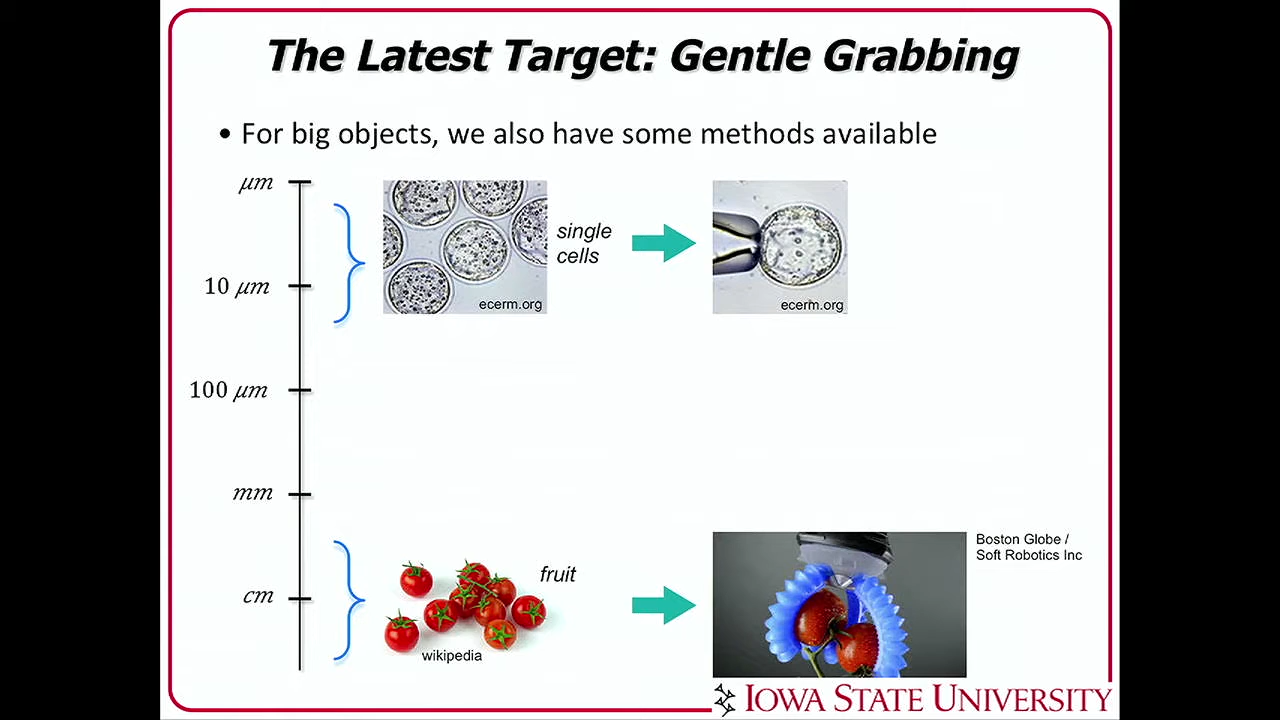 The Latest Target: Gentle Grabbing
• For big objects, we also have some methods available
μm
10 μm
100 μm
mm
cm
single
cells
ecerm.org
ecerm.org
fruit
wikipedia
Boston Globe /
Soft Robotics Inc
IOWA STATE UNIVERSITY